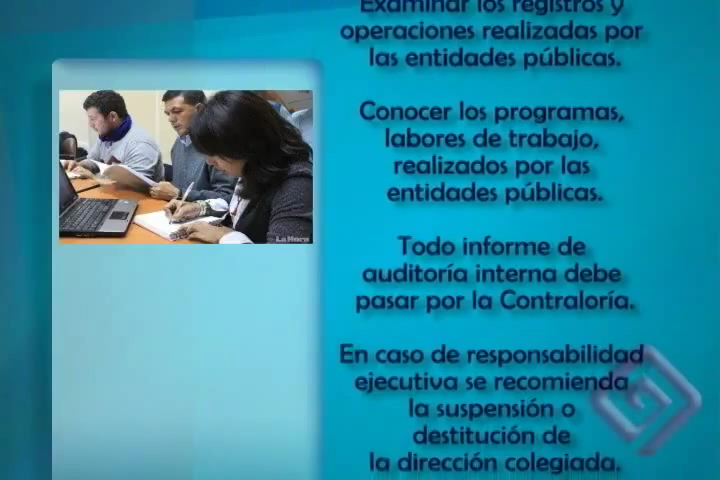 Examinar los registros y
operaciones realizadas por
las entidades públicas.
Conocer los programas,
labores de trabajo,
realizados por las
entidades públicas.
Todo informe de
auditoría interna debe
pasar por la Contraloría.
En caso de responsabilidad
ejecutiva se recomienda
la suspensión o
destitución de
la dirección colegiada.
La Hora